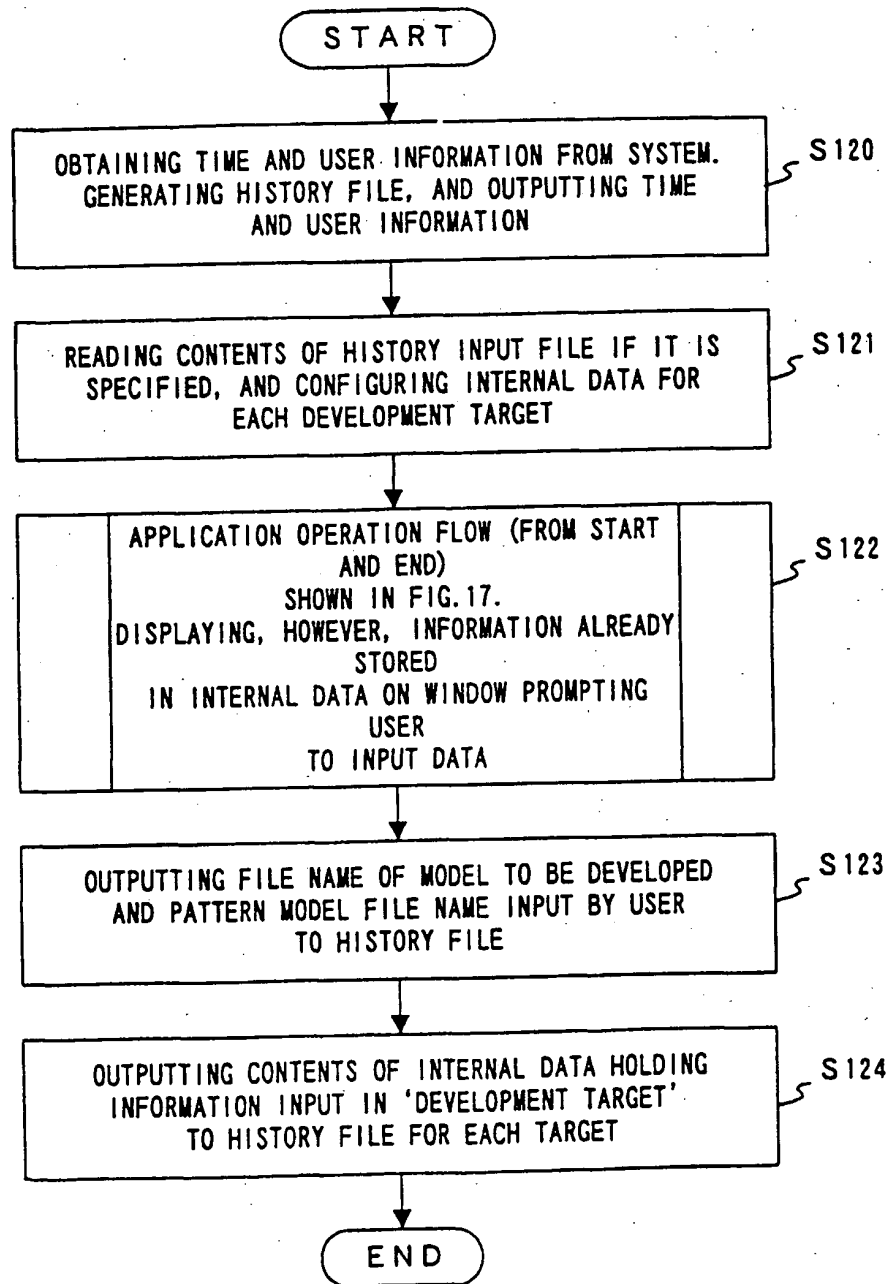 START
OBTAINING TIME AND USER INFORMATION FROM SYSTEM.
GENERATING HISTORY FILE, AND OUTPUTTING TIME
AND USER INFORMATION
S120
READING CONTENTS OF HISTORY INPUT FILE IF IT IS
SPECIFIED, AND CONFIGURING INTERNAL DATA FOR
EACH DEVELOPMENT TARGET
S121
APPLICATION OPERATION FLOW (FROM START
AND END)
SHOWN IN FIG.17.
DISPLAYING, HOWEVER, INFORMATION ALREADY
STORED
IN INTERNAL DATA ON WINDOW PROMPTING
USER
TO INPUT DATA
S122
OUTPUTTING FILE NAME OF MODEL TO BE DEVELOPED
AND PATTERN MODEL FILE NAME INPUT BY USER
TO HISTORY FILE
S123
OUTPUTTING CONTENTS OF INTERNAL DATA HOLDING
INFORMATION INPUT IN ‘DEVELOPMENT TARGET’
TO HISTORY FILE FOR EACH TARGET
S124
END